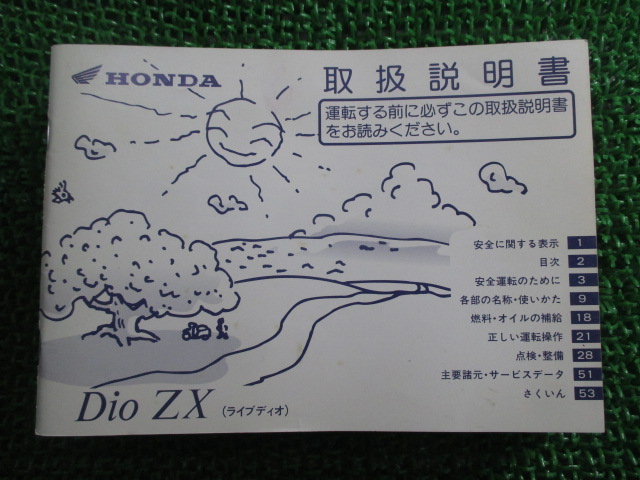 HONDA
取扱説明書
運転する前に必ずこの取扱説明書
をお読みください。
安全に関する表示 1
目次 2
安全運転のために 3
各部の名称・使いかた 9
燃料・オイルの補給 18
正しい運転操作 21
点検・整備 28
主要諸元・サービスデータ 51
さくいん 53
Dio ZX (ライブディオ)